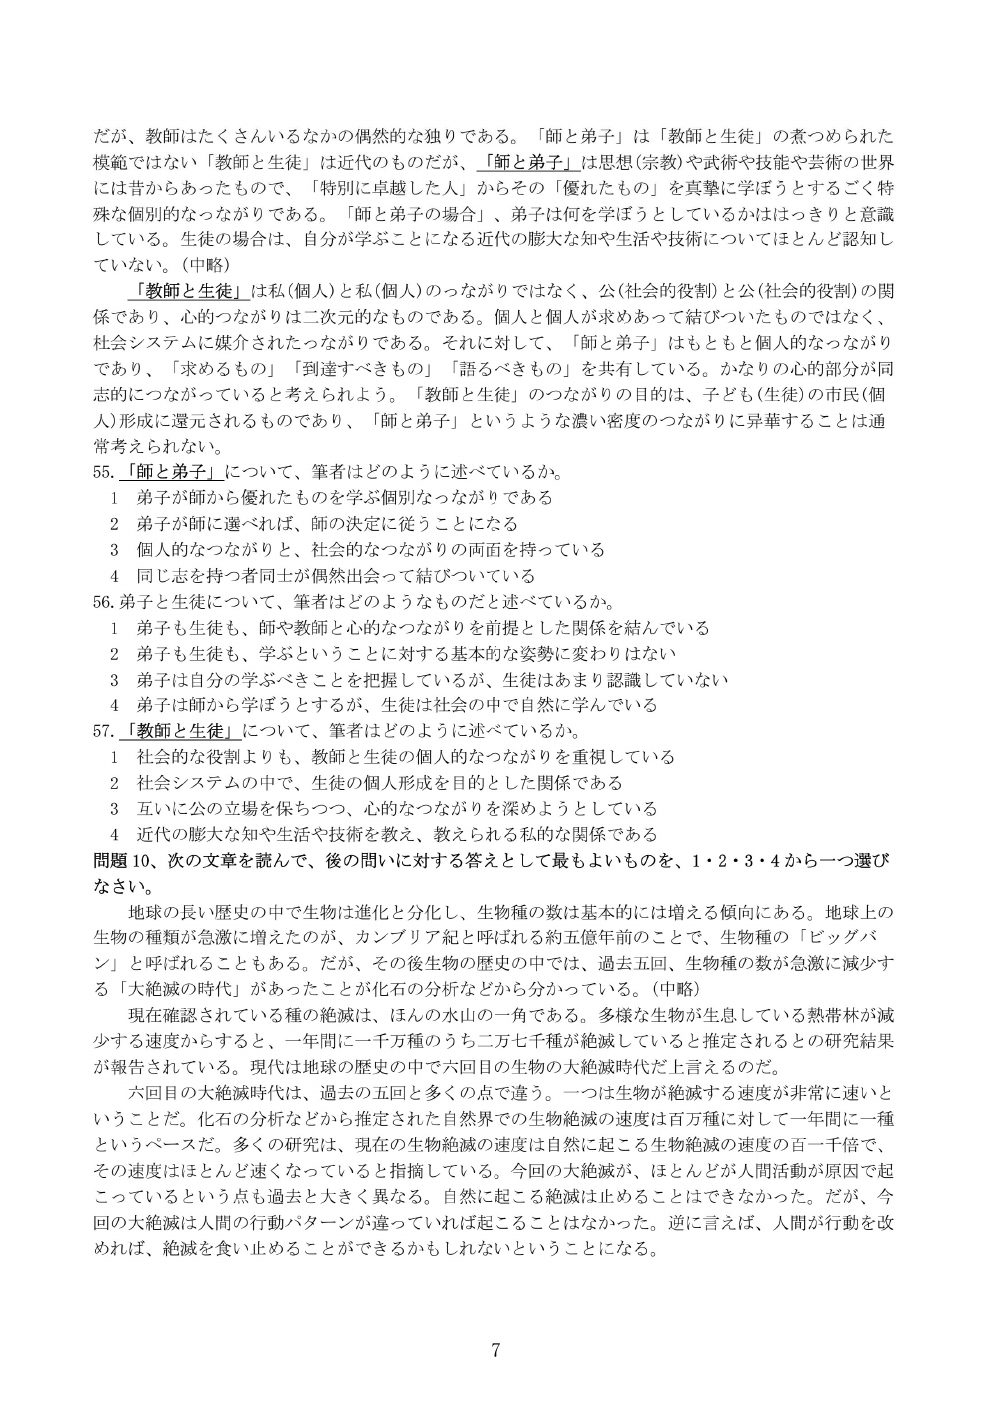 だが、教師はたくさんいるなかの偶然的な独りである。「師と弟子」は「教師と生徒」の煮つめられた
模範ではない「教師と生徒」は近代のものだが、「師と弟子」は思想(宗教)や武術や技能や芸術の世界
には昔からあったもので、「特別に卓越した人」からその「優れたもの」を真摯に学ぼうとするごく特
殊な個別的なっながりである。「師と弟子の場合」、弟子は何を学ぼうとしているかははっきりと意識
している。生徒の場合は、自分が学ぶことになる近代の膨大な知や生活や技術についてほとんど認知し
ていない。(中略)
「教師と生徒」は私(個人)と私(個人)のっながりではなく、公(社会的役割)と公(社会的役割)の関
係であり、心的つながりは二次元的なものである。個人と個人が求めあって結びついたものではなく、
社会システムに媒介されたっながりである。それに対して、「師と弟子」はもともと個人的なっながり
であり、「求めるもの」「到達すべきもの」「語るべきもの」を共有している。かなりの心的部分が同
志的につながっていると考えられよう。「教師と生徒」のつながりの目的は、子ども(生徒)の市民(個
人)形成に還元されるものであり、「師と弟子」というような濃い密度のつながりに异華することは通
常考えられない。
55.「師と弟子」について、筆者はどのように述べているか。
1 弟子が師から優れたものを学ぶ個別なっながりである
2 弟子が師に選べれば、師の決定に従うことになる
3 個人的なつながりと、社会的なつながりの両面を持っている
4 同じ志を持つ者同士が偶然出会って結びついている
56.弟子と生徒について、筆者はどのようなものだと述べているか。
1 弟子も生徒も、師や教師と心的なつながりを前提とした関係を結んでいる
2 弟子も生徒も、学ぶということに対する基本的な姿勢に変わりはない
3 弟子は自分の学ぶべきことを把握しているが、生徒はあまり認識していない
4 弟子は師から学ぼうとするが、生徒は社会の中で自然に学んでいる
57.「教師と生徒」について、筆者はどのように述べているか。
1 社会的な役割よりも、教師と生徒の個人的なつながりを重視している
2 社会システムの中で、生徒の個人形成を目的とした関係である
3 互いに公の立場を保ちつつ、心的なつながりを深めようとしている
4 近代の膨大な知や生活や技術を教え、教えられる私的な関係である
問題 10、次の文章を読んで、後の問いに対する答えとして最もよいものを、1・2・3・4 から一つ選び
なさい。
地球の長い歴史の中で生物は進化と分化し、生物種の数は基本的には増える傾向にある。地球上の
生物の種類が急激に増えたのが、カンブリア紀と呼ばれる約五億年前のことで、生物種の「ビッグバ
ン」と呼ばれることもある。だが、その後生物の歴史の中では、過去五回、生物種の数が急激に減少す
る「大絶滅の時代」があったことが化石の分析などから分かっている。(中略)
現在確認されている種の絶滅は、ほんの水山の一角である。多様な生物が生息している熱帯林が減
少する速度からすると、一年間に一千万種のうち二万七千種が絶滅していると推定されるとの研究結果
が報告されている。現代は地球の歴史の中で六回目の生物の大絶滅時代だ上言えるのだ。
六回目の大絶滅時代は、過去の五回と多くの点で違う。一つは生物が絶滅する速度が非常に速いと
いうことだ。化石の分析などから推定された自然界での生物絶滅の速度は百万種に対して一年間に一種
というペースだ。多くの研究は、現在の生物絶滅の速度は自然に起こる生物絶滅の速度の百一千倍で、
その速度はほとんど速くなっていると指摘している。今回の大絶滅が、ほとんどが人間活動が原因で起
こっているという点も過去と大きく異なる。自然に起こる絶滅は止めることはできなかった。だが、今
回の大絶滅は人間の行動パターンが違っていれば起こることはなかった。逆に言えば、人間が行動を改
めれば、絶滅を食い止めることができるかもしれないということになる。
7